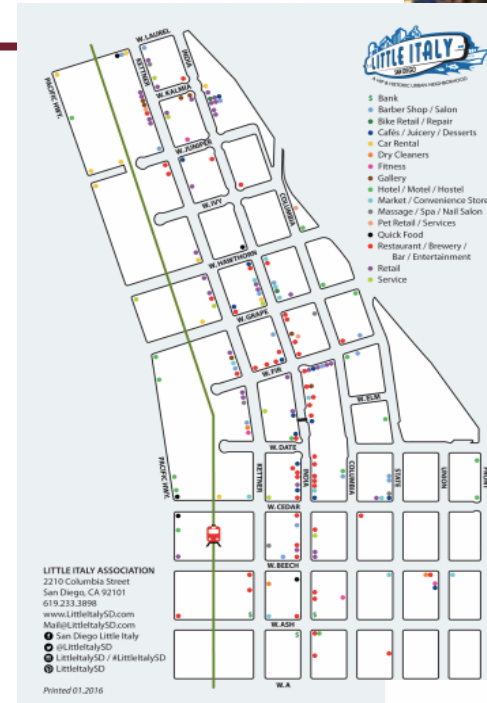 LITTLE ITALY
SAN DIEGO
A HIP & HISTORIC URBAN NEIGHBORHOOD
$ Bank
Barber Shop / Salon
Bike Retail / Repair
Cafés / Juicery / Desserts
Car Rental
Dry Cleaners
Fitness
Gallery
Hotel / Motel / Hostel
Market / Convenience Store
Massage / Spa / Nail Salon
Pet Retail / Services
Quick Food
Restaurant / Brewery /
Bar / Entertainment
Retail
Service
W. LAUREL
PACIFIC HWY.
KETTNER
INDIA
W. KALMIA
W. JUNIPER
W. IVY
COLUMBIA
W. HAWTHORN
W. GRAPE
W. FIR
W. ELM
W. DATE
PACIFIC HWY.
KETTNER
INDIA
COLUMBIA
STATE
UNION
W. CEDAR
W. BEECH
W. ASH
$
$
$
W. A
LITTLE ITALY ASSOCIATION
2210 Columbia Street
San Diego, CA 92101
619.233.3898
www.LittleItalySD.com
Mail@LittleItalySD.com
San Diego Little Italy
@LittleItalySD
LittleItalySD / #LittleItalySD
LittleItalySD
Printed 01.2016